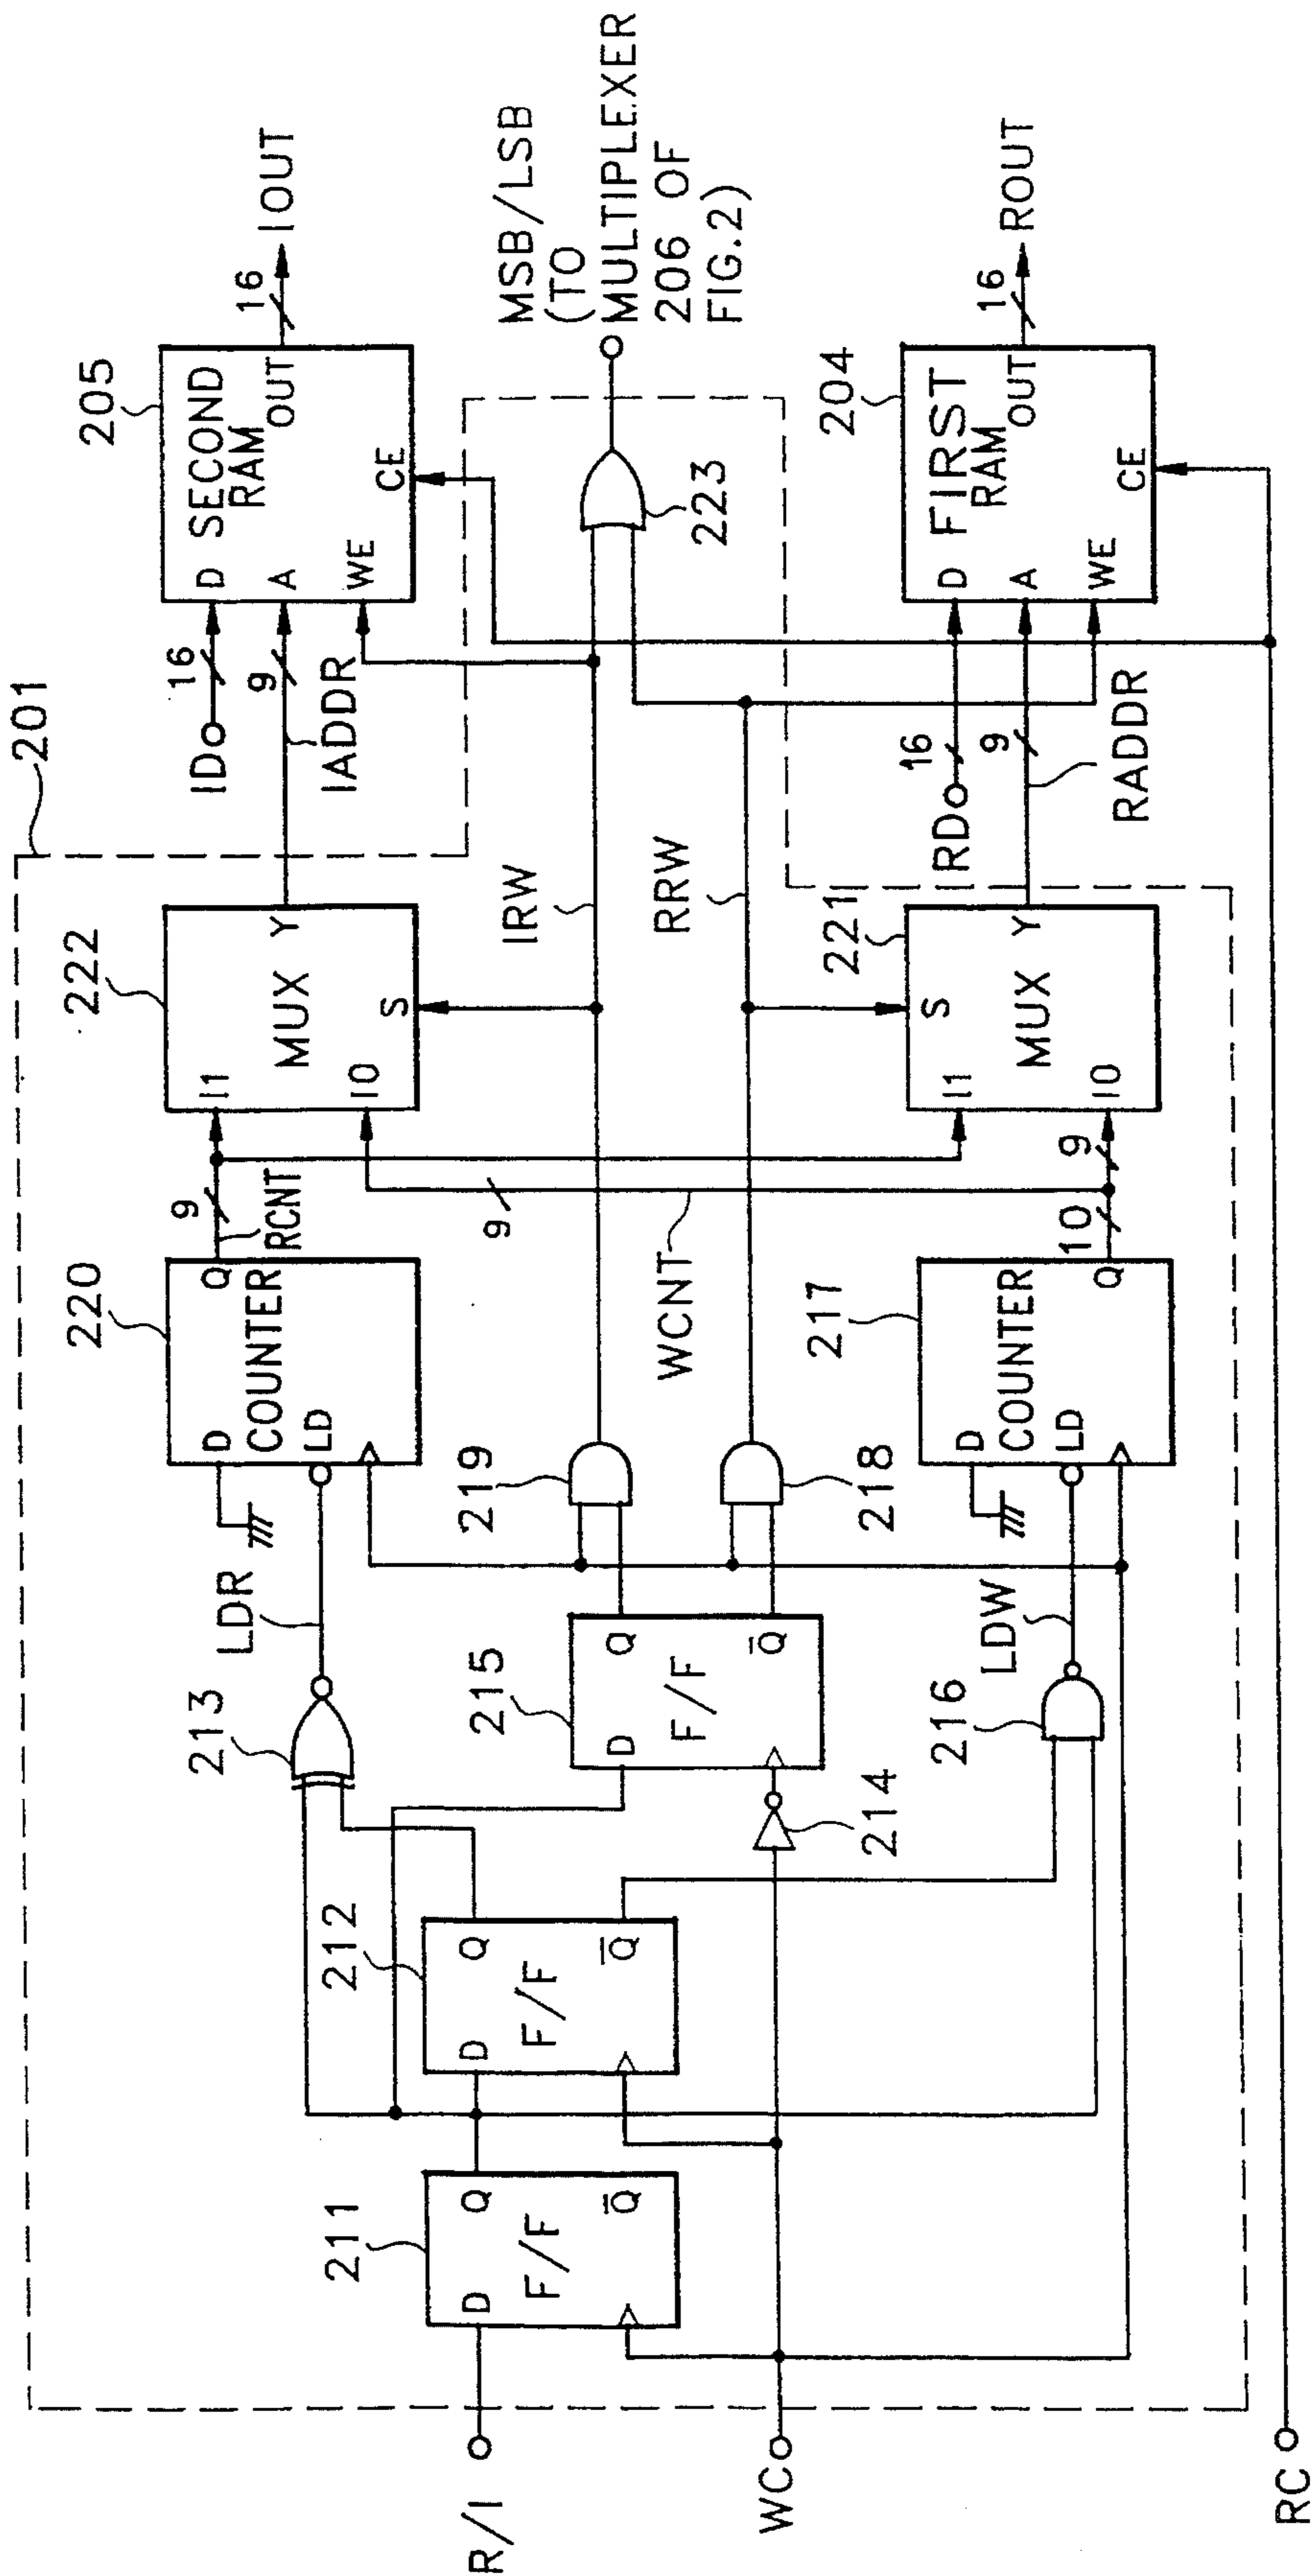 201
ID
16
9
IADDR
205
SECOND
RAM
D
A
WE
CE
OUT
16
IOUT
222
I1
I0
MUX
Y
S
220
D
COUNTER
LD
Q
9
RCNT
LDR
213
IRW
RRW
MSB/LSB
(TO
MULTIPLEXER
206 OF
FIG.2)
223
219
218
9
WCNT
212
D
F/F
Q
Q̅
215
D
F/F
Q
Q̅
211
D
F/F
Q
Q̅
214
216
LDW
217
D
COUNTER
LD
Q
10
9
221
I1
I0
MUX
S
Y
RD
16
9
RADDR
204
FIRST
RAM
D
A
WE
CE
OUT
16
ROUT
R/I
WC
RC